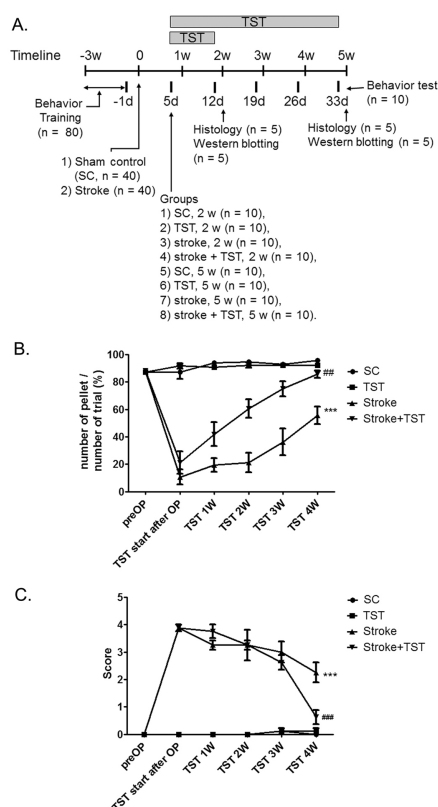 A.
TST
TST
Timeline
-3w 0 1w 2w 3w 4w 5w
-1d 5d 12d 19d 26d 33d
Behavior
Training
(n = 80)
Behavior test
(n = 10)
Histology (n = 5)
Western blotting
(n = 5)
Histology (n = 5)
Western blotting (n = 5)
1) Sham control
(SC, n = 40)
2) Stroke (n = 40)
Groups
1) SC, 2 w (n = 10),
2) TST, 2 w (n = 10),
3) stroke, 2 w (n = 10),
4) stroke + TST, 2 w (n = 10),
5) SC, 5 w (n = 10),
6) TST, 5 w (n = 10),
7) stroke, 5 w (n = 10),
8) stroke + TST, 5 w (n = 10).
B.
number of pellet /
number of trial (%)
100
80
60
40
20
0
preOP
TST start after OP
TST 1W
TST 2W
TST 3W
TST 4W
##
***
SC
TST
Stroke
Stroke+TST
C.
Score
5
4
3
2
1
0
preOP
TST start after OP
TST 1W
TST 2W
TST 3W
TST 4W
***
###
SC
TST
Stroke
Stroke+TST